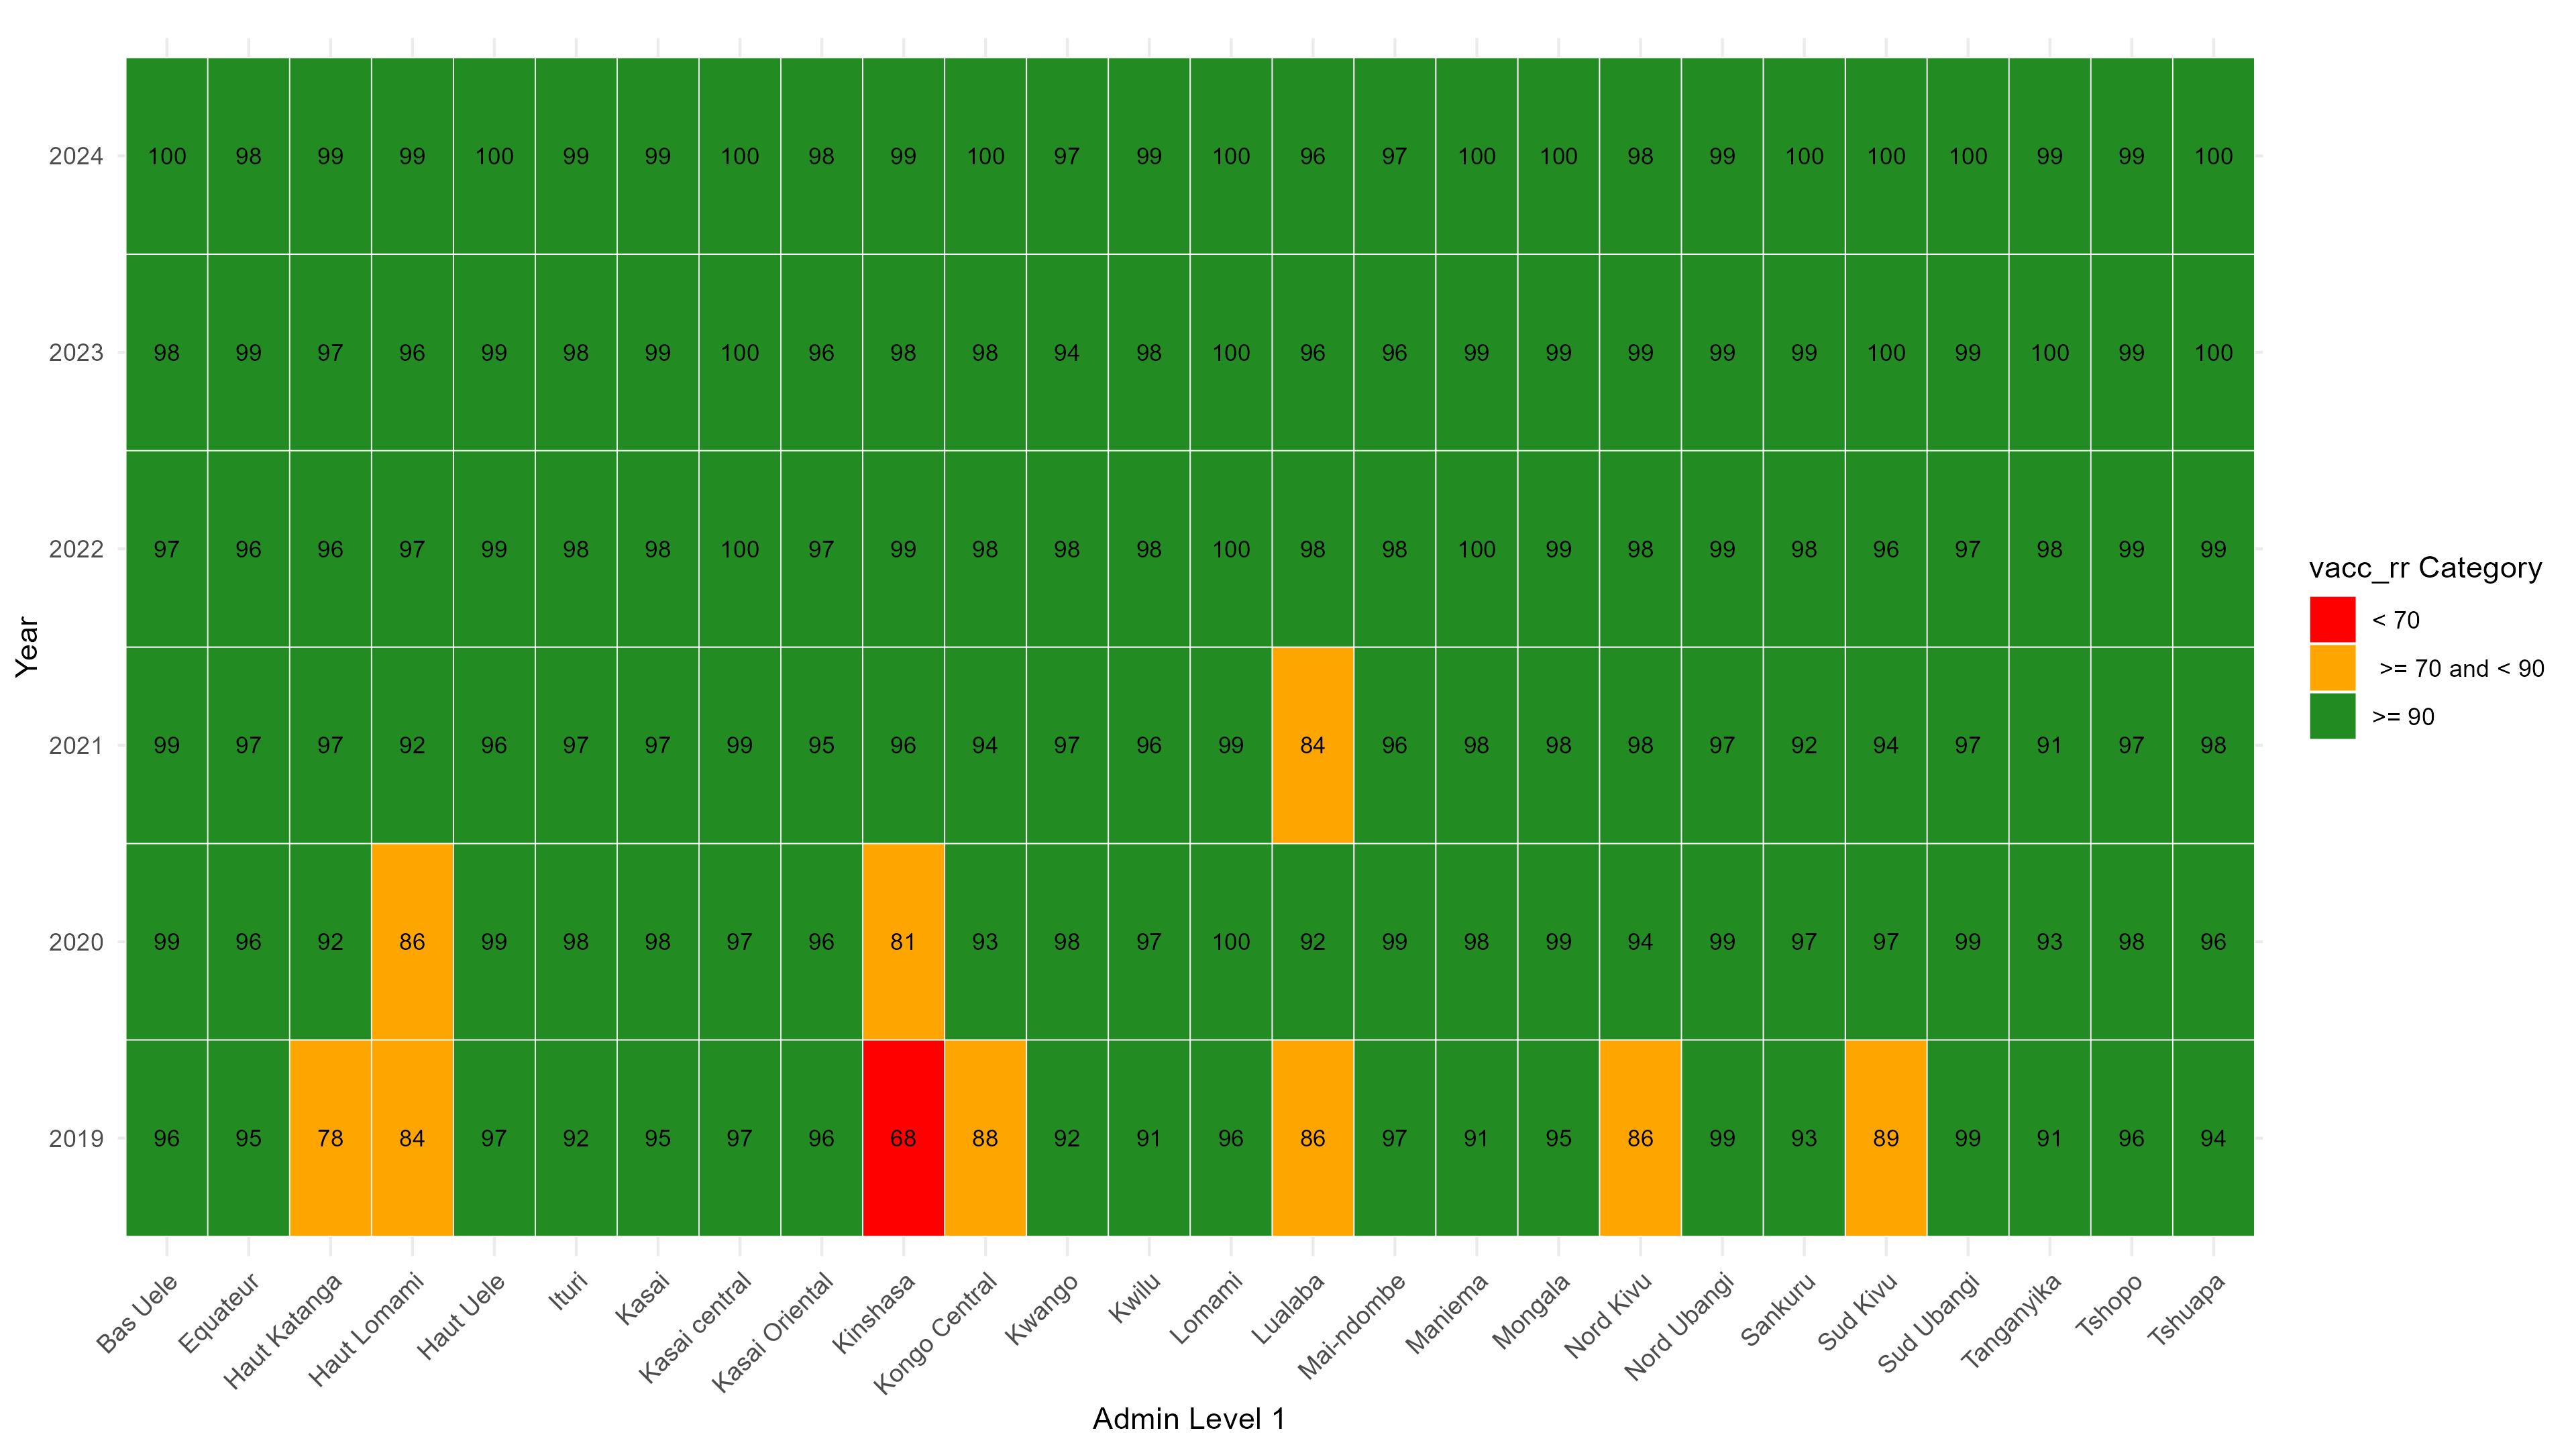 2024 100 98 99 99 100 99 99 100 98 99 100 97 99 100 96 97 100 100 98 99 100 100 100 99 99 100
2023 98 99 97 96 99 98 99 100 96 98 98 94 98 100 96 96 99 99 99 99 99 100 99 100 99 100
2022 97 96 96 97 99 98 98 100 97 99 98 98 98 100 98 98 100 99 98 99 98 96 97 98 99 99
2021 99 97 97 92 96 97 97 99 95 96 94 97 96 99 84 96 98 98 98 97 92 94 97 91 97 98
2020 99 96 92 86 99 98 98 97 96 81 93 98 97 100 92 99 98 99 94 99 97 97 99 93 98 96
2019 96 95 78 84 97 92 95 97 96 68 88 92 91 96 86 97 91 95 86 99 93 89 99 91 96 94
Year
Bas Uele
Equateur
Haut Katanga
Haut Lomami
Haut Uele
Ituri
Kasai
Kasai central
Kasai Oriental
Kinshasa
Kongo Central
Kwango
Kwilu
Lomami
Lualaba
Mai-ndombe
Maniema
Mongala
Nord Kivu
Nord Ubangi
Sankuru
Sud Kivu
Sud Ubangi
Tanganyika
Tshopo
Tshuapa
Admin Level 1
vacc_rr Category
< 70
>= 70 and < 90
>= 90